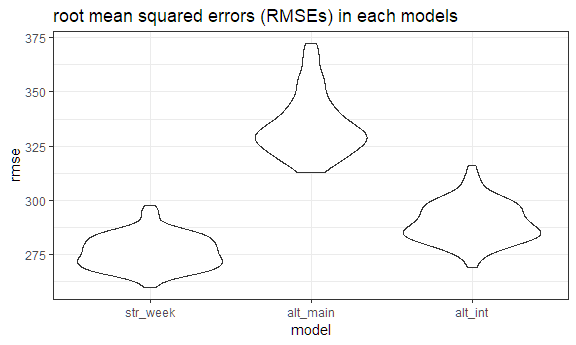 root mean squared errors (RMSEs) in each models
375
350
325
300
275
rmse
str_week
alt_main
alt_int
model